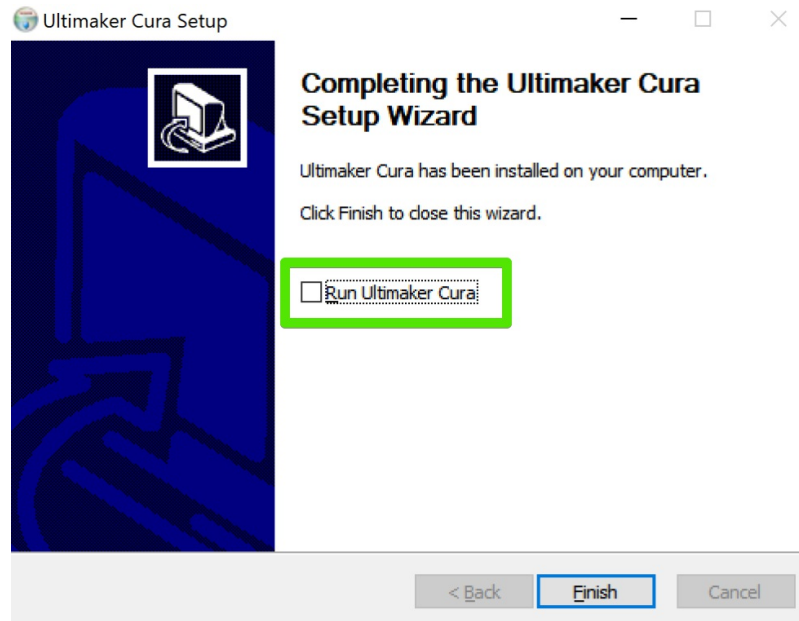 Ultimaker Cura Setup
Completing the Ultimaker Cura
Setup Wizard
Ultimaker Cura has been installed on your computer.
Click Finish to close this wizard.
Run Ultimaker Cura
< Back
Finish
Cancel